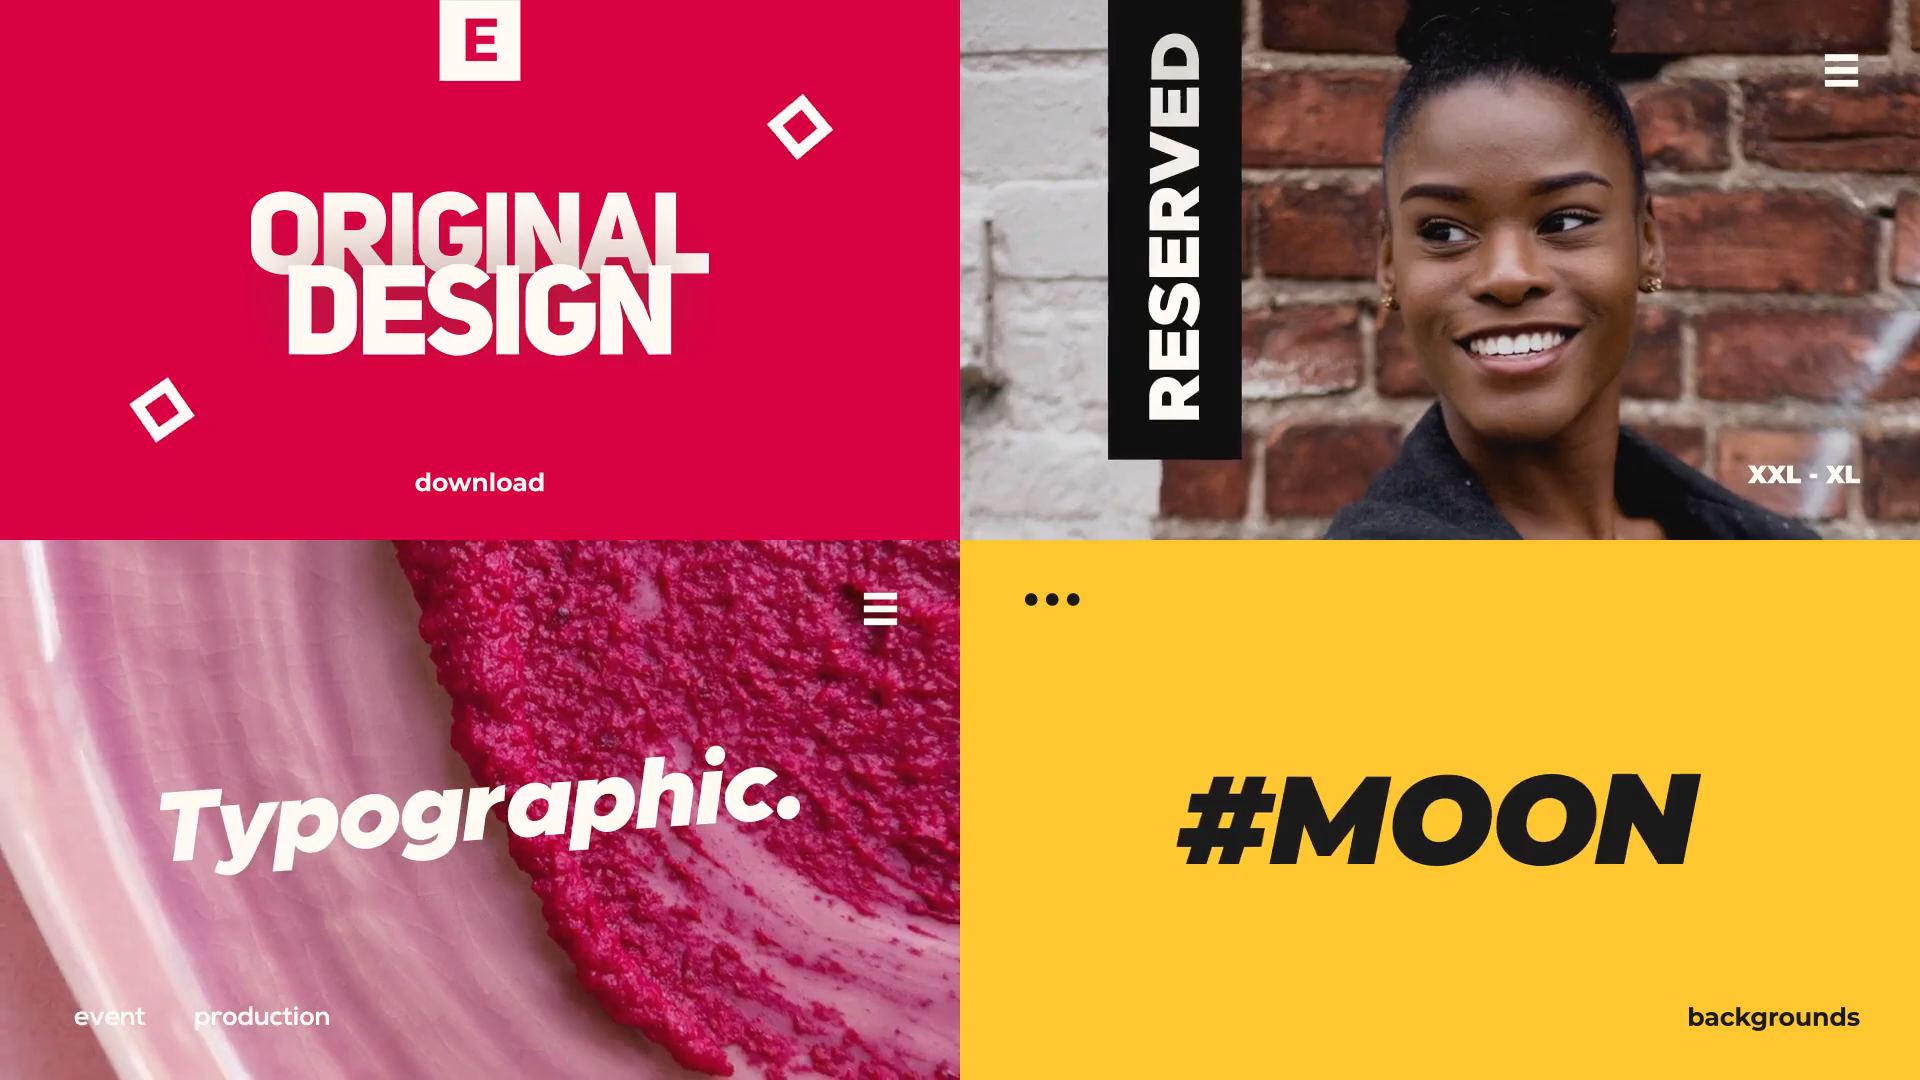 E
ORIGINAL
DESIGN
download
RESERVED
XXL - XL
Typographic.
event production
#MOON
backgrounds